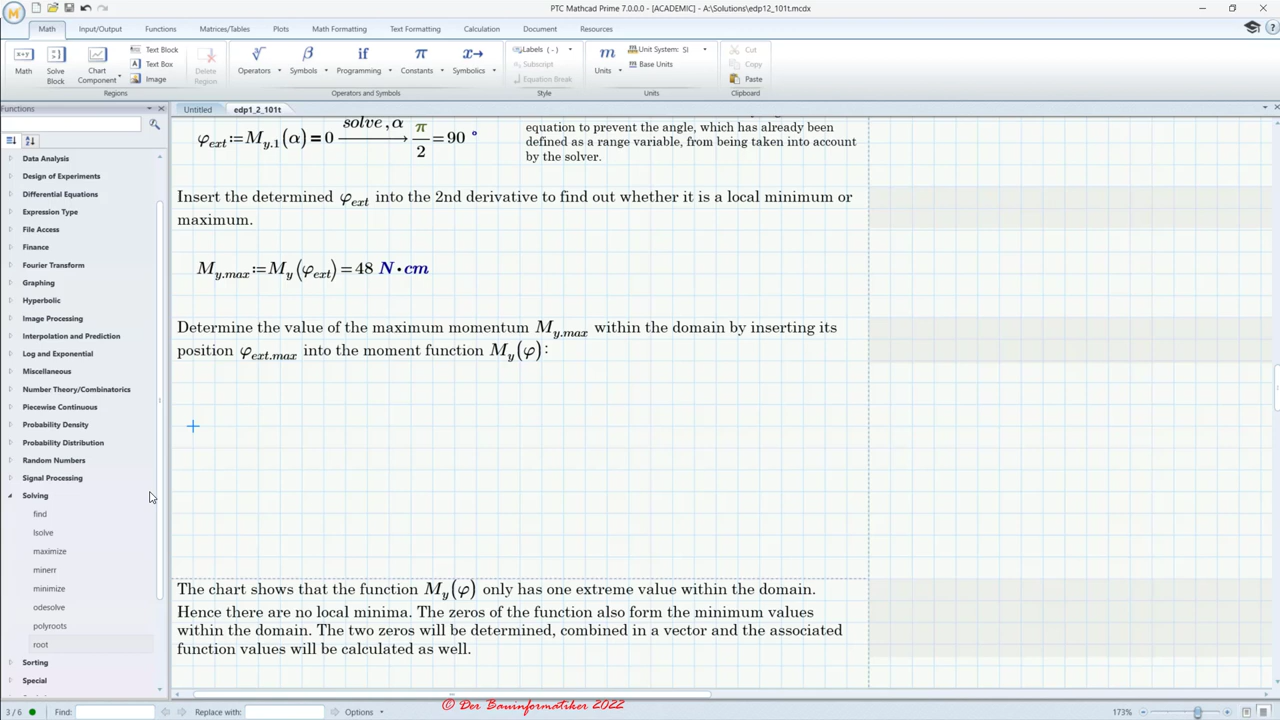 PTC Mathcad Prime 7.0.0.0 - [ACADEMIC] - A:\Solutions\edp12_101t.mcdx
Math Input/Output Functions Matrices/Tables Plots Math Formatting Text Formatting Calculation Document Resources
Math
Solve Block
Chart Component
Text Block
Text Box
Image
Delete Region
Operators
Symbols
Programming
Constants
Symbolics
Labels ( - )
Subscript
Equation Break
Units
Unit System: SI
Base Units
Cut
Copy
Paste
Regions Operators and Symbols Style Units Clipboard
Functions
Untitled edp1_2_101t
Data Analysis
Design of Experiments
Differential Equations
Expression Type
File Access
Finance
Fourier Transform
Graphing
Hyperbolic
Image Processing
Interpolation and Prediction
Log and Exponential
Miscellaneous
Number Theory/Combinatorics
Piecewise Continuous
Probability Density
Probability Distribution
Random Numbers
Signal Processing
Solving
find
lsolve
maximize
minerr
minimize
odesolve
polyroots
root
Sorting
Special
φ_ext := M_y.1(α) = 0 solve , α → π/2 = 90 °
equation to prevent the angle, which has already been
defined as a range variable, from being taken into account
by the solver.
Insert the determined φ_ext into the 2nd derivative to find out whether it is a local minimum or
maximum.
M_y.max := M_y(φ_ext) = 48 N·cm
Determine the value of the maximum momentum M_y.max within the domain by inserting its
position φ_ext.max into the moment function M_y(φ):
The chart shows that the function M_y(φ) only has one extreme value within the domain.
Hence there are no local minima. The zeros of the function also form the minimum values
within the domain. The two zeros will be determined, combined in a vector and the associated
function values will be calculated as well.
© Der Bauinformatiker 2022
3 / 6 Find: Replace with: Options 173%